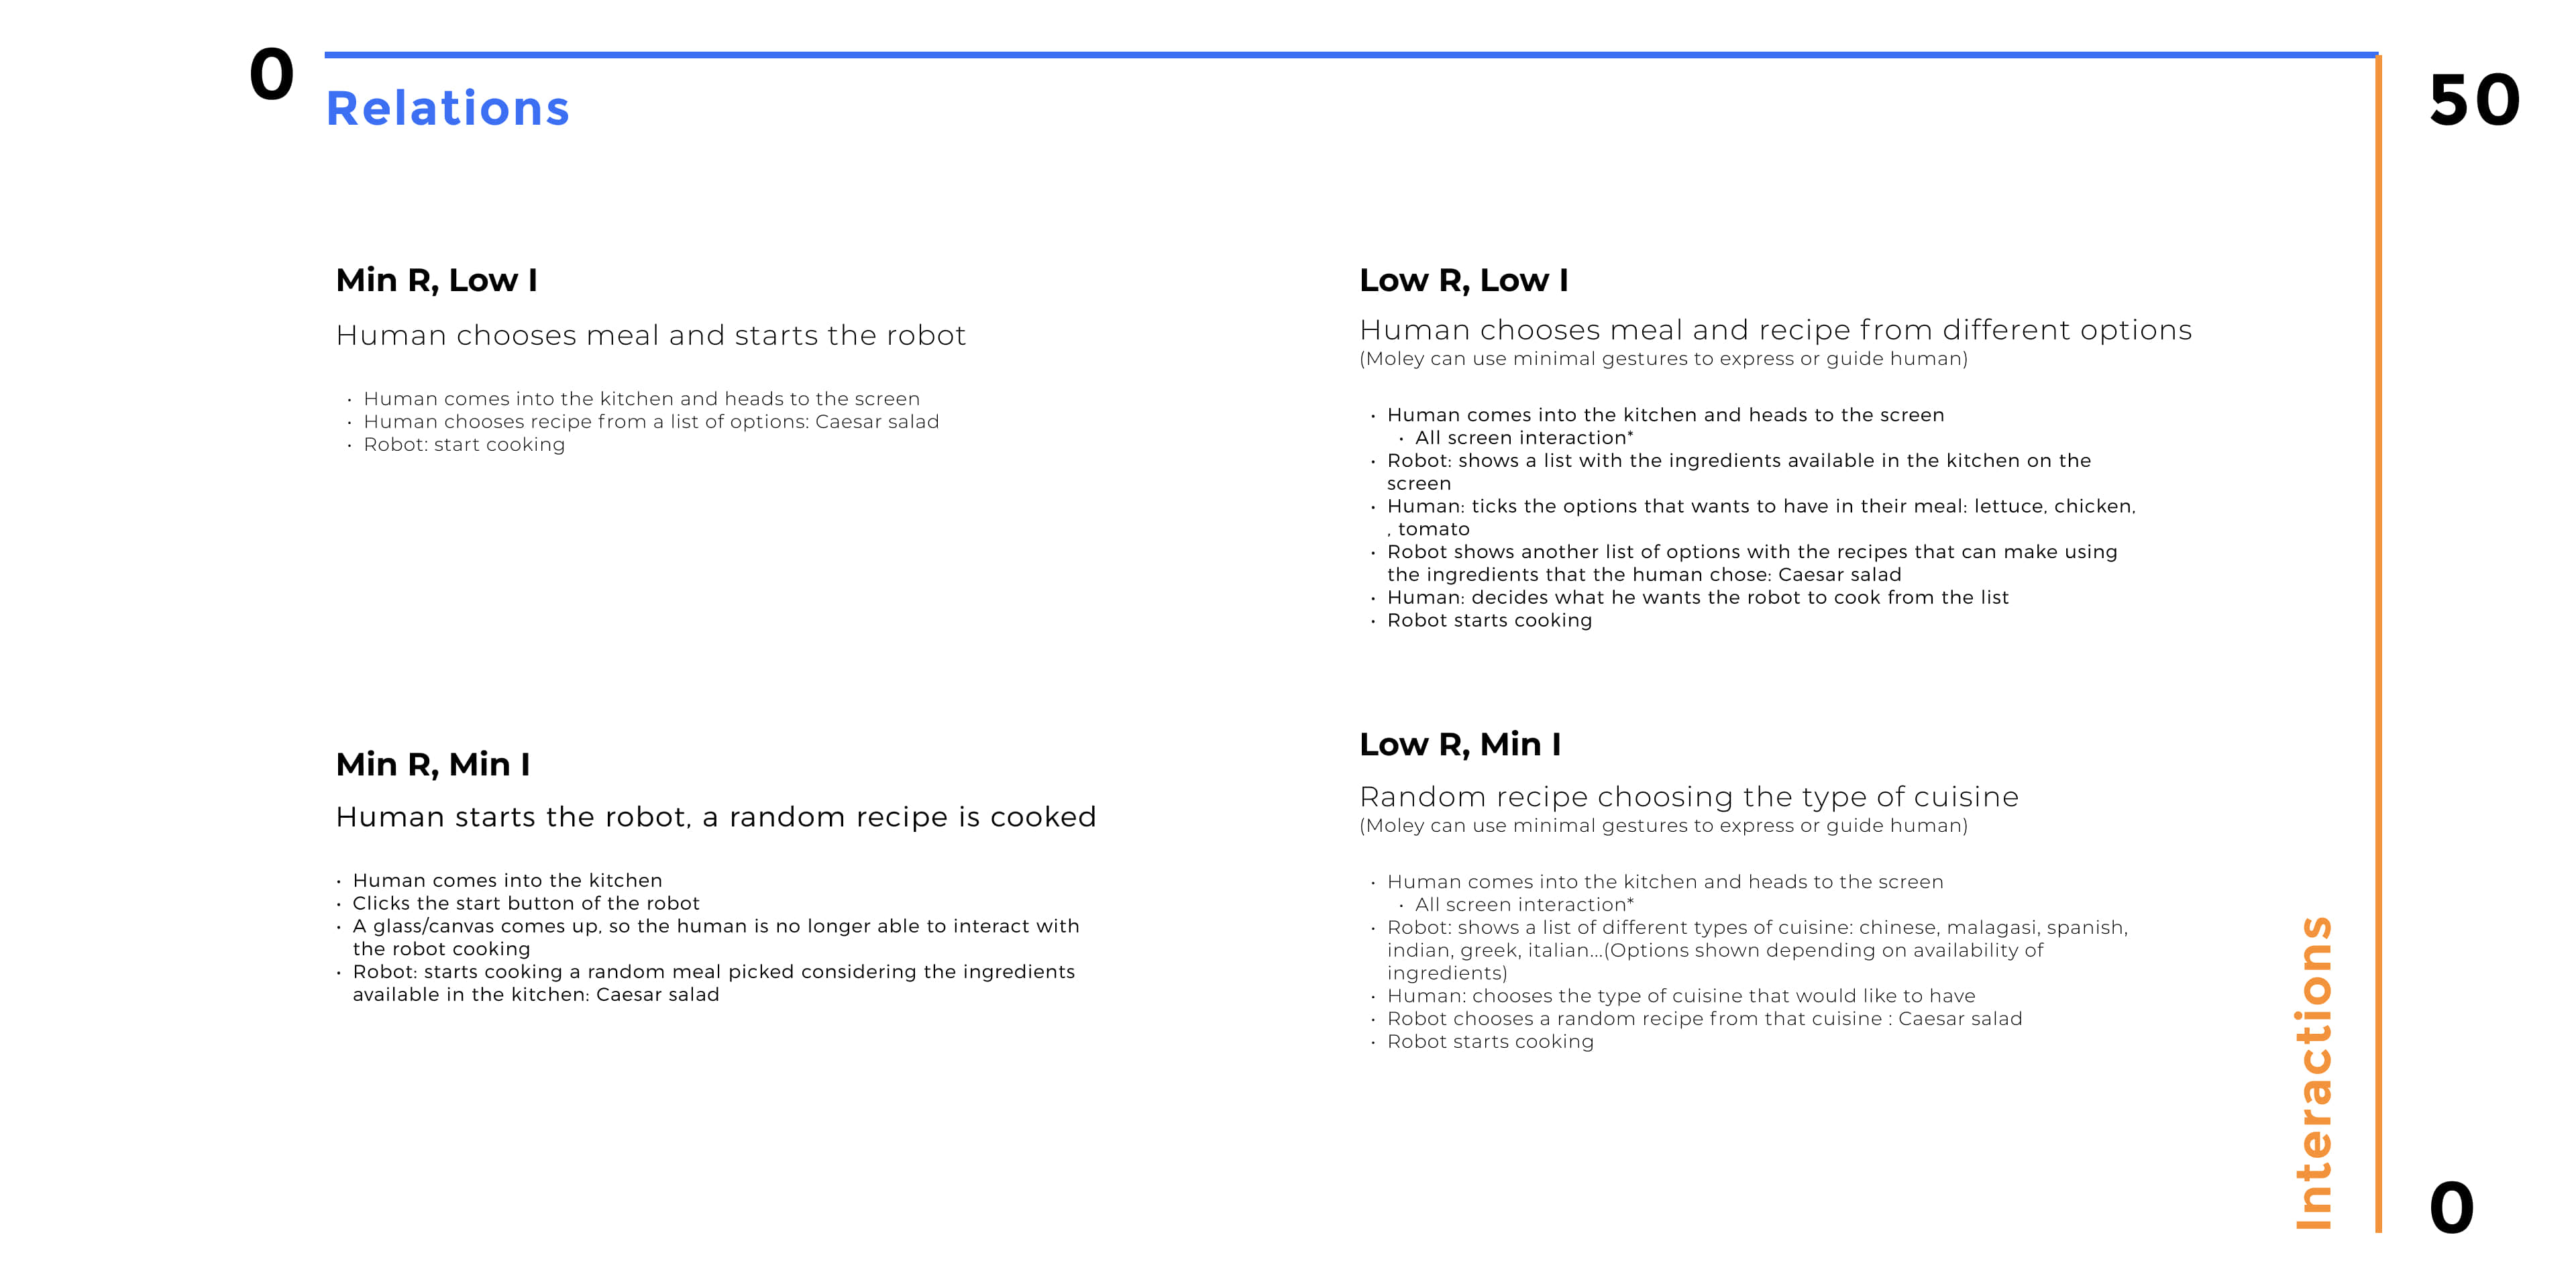 0
Relations
50
Min R, Low I
Human chooses meal and starts the robot
• Human comes into the kitchen and heads to the screen
• Human chooses recipe from a list of options: Caesar salad
• Robot: start cooking
Low R, Low I
Human chooses meal and recipe from different options
(Moley can use minimal gestures to express or guide human)
• Human comes into the kitchen and heads to the screen
• All screen interaction*
• Robot: shows a list with the ingredients available in the kitchen on the
screen
• Human: ticks the options that wants to have in their meal: lettuce, chicken,
, tomato
• Robot shows another list of options with the recipes that can make using
the ingredients that the human chose: Caesar salad
• Human: decides what he wants the robot to cook from the list
• Robot starts cooking
Min R, Min I
Human starts the robot, a random recipe is cooked
• Human comes into the kitchen
• Clicks the start button of the robot
• A glass/canvas comes up, so the human is no longer able to interact with
the robot cooking
• Robot: starts cooking a random meal picked considering the ingredients
available in the kitchen: Caesar salad
Low R, Min I
Random recipe choosing the type of cuisine
(Moley can use minimal gestures to express or guide human)
• Human comes into the kitchen and heads to the screen
• All screen interaction*
• Robot: shows a list of different types of cuisine: chinese, malagasi, spanish,
indian, greek, italian...(Options shown depending on availability of
ingredients)
• Human: chooses the type of cuisine that would like to have
• Robot chooses a random recipe from that cuisine : Caesar salad
• Robot starts cooking
Interactions
0